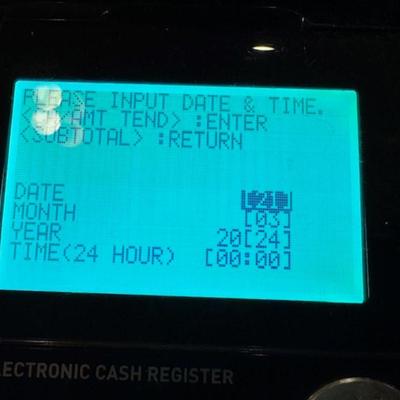 PLEASE INPUT DATE & TIME.
<CA/AMT TEND> :ENTER
<SUBTOTAL> :RETURN
DATE [21]
MONTH [03]
YEAR 20[24]
TIME(24 HOUR) [00:00]
ELECTRONIC CASH REGISTER